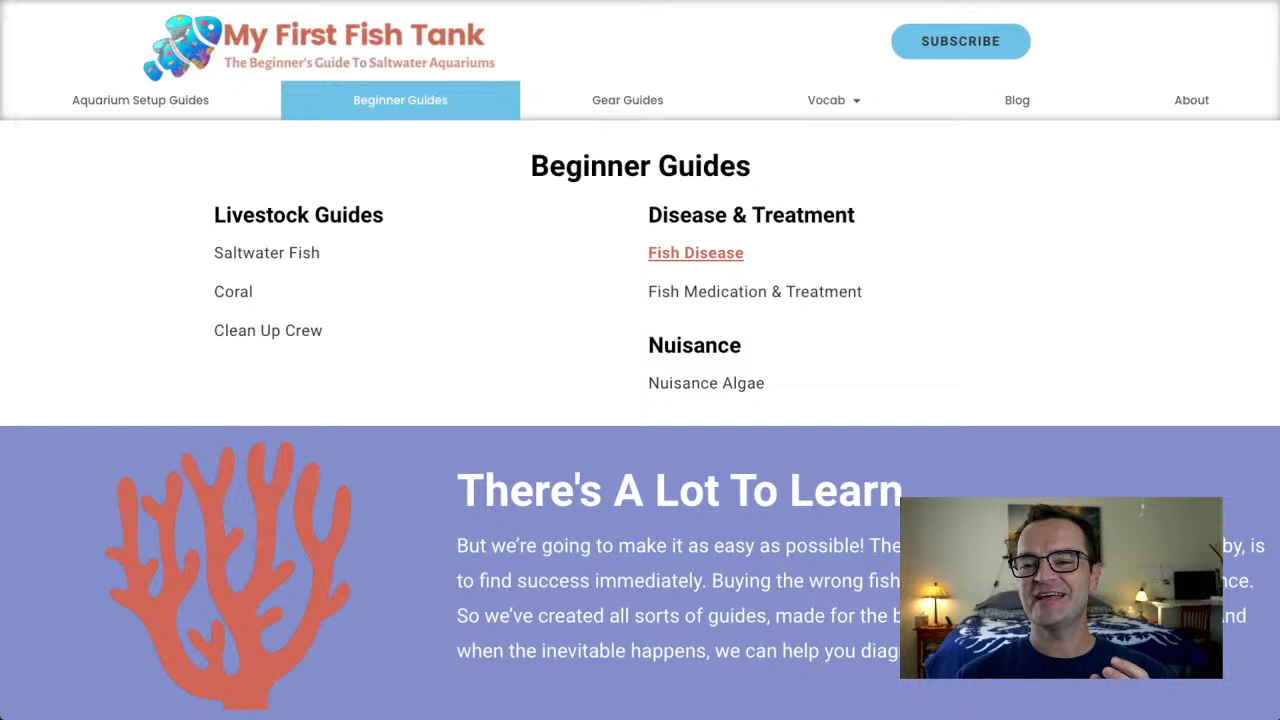 My First Fish Tank
The Beginner's Guide To Saltwater Aquariums
SUBSCRIBE
Aquarium Setup Guides
Beginner Guides
Gear Guides
Vocab
Blog
About
Beginner Guides
Livestock Guides
Saltwater Fish
Coral
Clean Up Crew
Disease & Treatment
Fish Disease
Fish Medication & Treatment
Nuisance
Nuisance Algae
There's A Lot To Learn
But we're going to make it as easy as possible! The by, is
to find success immediately. Buying the wrong fish
So we've created all sorts of guides, made for the
when the inevitable happens, we can help you